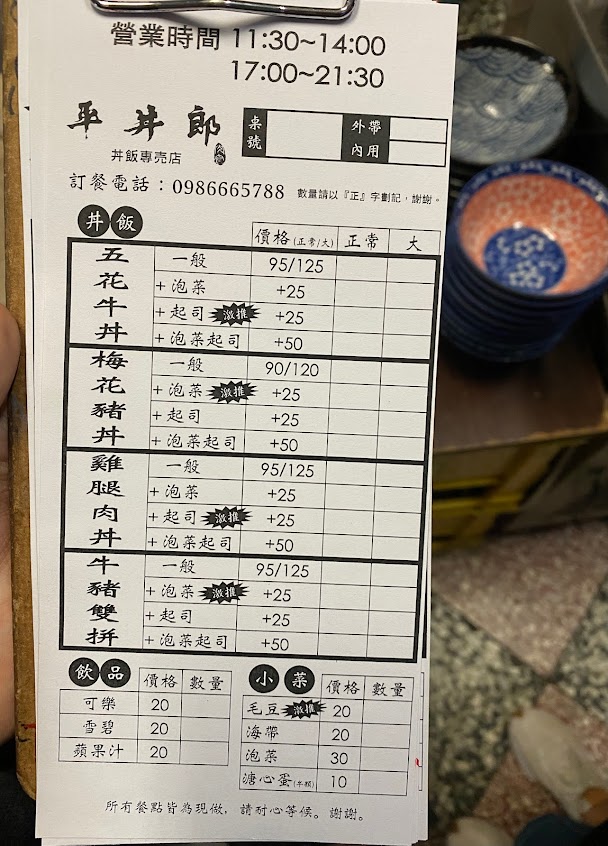 營業時間 11:30~14:00
17:00~21:30
平丼郎
丼飯專売店
桌號 外帶
內用
訂餐電話：0986665788 數量請以『正』字劃記，謝謝。
丼飯
價格(正常/大) 正常 大
五花牛丼
一般 95/125
+泡菜 +25
+起司 激推 +25
+泡菜起司 +50
梅花豬丼
一般 90/120
+泡菜 激推 +25
+起司 +25
+泡菜起司 +50
雞腿肉丼
一般 95/125
+泡菜 +25
+起司 激推 +25
+泡菜起司 +50
牛豬雙拼
一般 95/125
+泡菜 激推 +25
+起司 +25
+泡菜起司 +50
飲品 價格 數量
可樂 20
雪碧 20
蘋果汁 20
小菜 價格 數量
毛豆 激推 20
海帶 20
泡菜 30
溏心蛋(半顆) 10
所有餐點皆為現做，請耐心等候。謝謝。